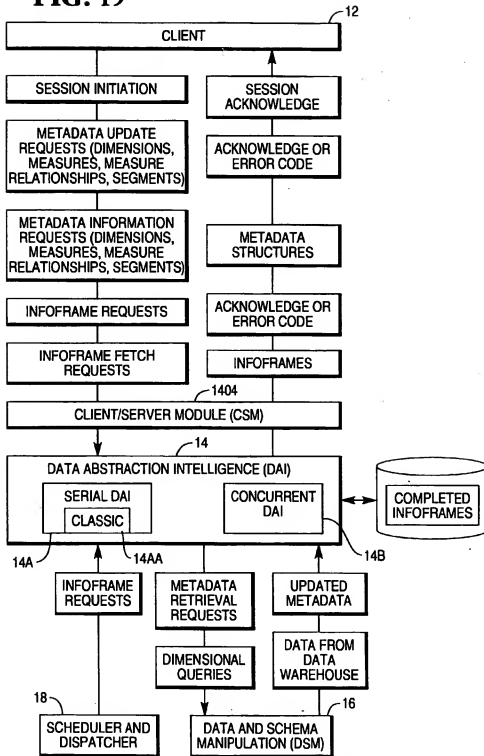 FIG. 19
12
CLIENT
SESSION INITIATION
METADATA UPDATE
REQUESTS (DIMENSIONS,
MEASURES, MEASURE
RELATIONSHIPS, SEGMENTS)
METADATA INFORMATION
REQUESTS (DIMENSIONS,
MEASURES, MEASURE
RELATIONSHIPS, SEGMENTS)
INFOFRAME REQUESTS
INFOFRAME FETCH
REQUESTS
SESSION
ACKNOWLEDGE
ACKNOWLEDGE OR
ERROR CODE
METADATA
STRUCTURES
ACKNOWLEDGE OR
ERROR CODE
INFOFRAMES
1404
CLIENT/SERVER MODULE (CSM)
14
DATA ABSTRACTION INTELLIGENCE (DAI)
SERIAL DAI
CLASSIC
CONCURRENT
DAI
COMPLETED
INFOFRAMES
14A
14AA
14B
INFOFRAME
REQUESTS
METADATA
RETRIEVAL
REQUESTS
DIMENSIONAL
QUERIES
UPDATED
METADATA
DATA FROM
DATA
WAREHOUSE
18
SCHEDULER AND
DISPATCHER
16
DATA AND SCHEMA
MANIPULATION (DSM)